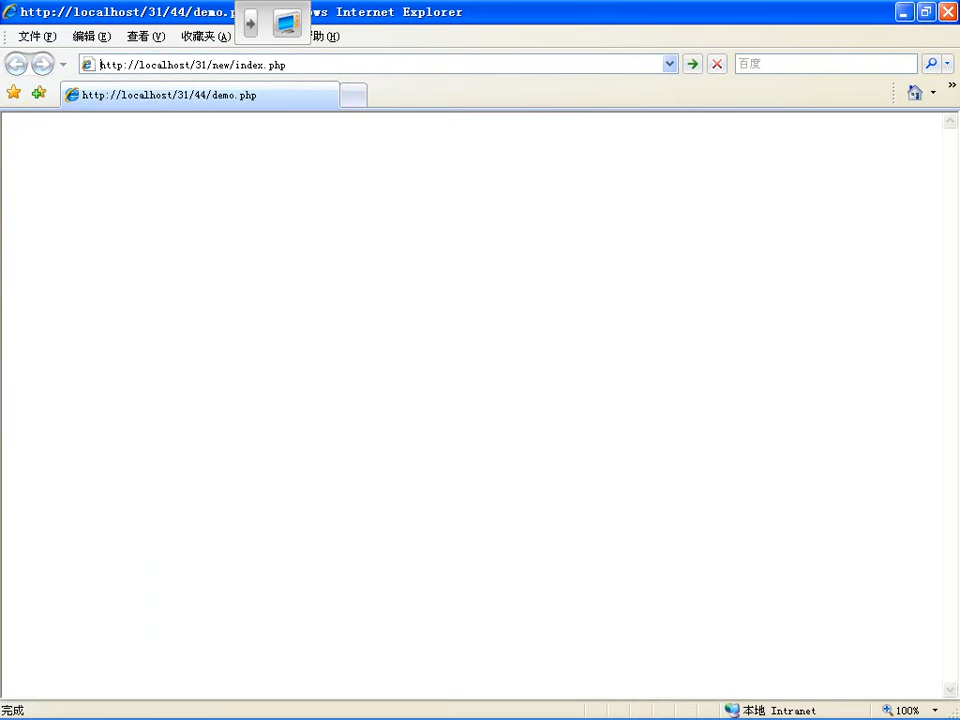 http://localhost/31/44/demo.p ws Internet Explorer
文件(F) 编辑(E) 查看(V) 收藏夹(A) 助(H)
http://localhost/31/new/index.php 百度
http://localhost/31/44/demo.php
完成 本地 Intranet 100%